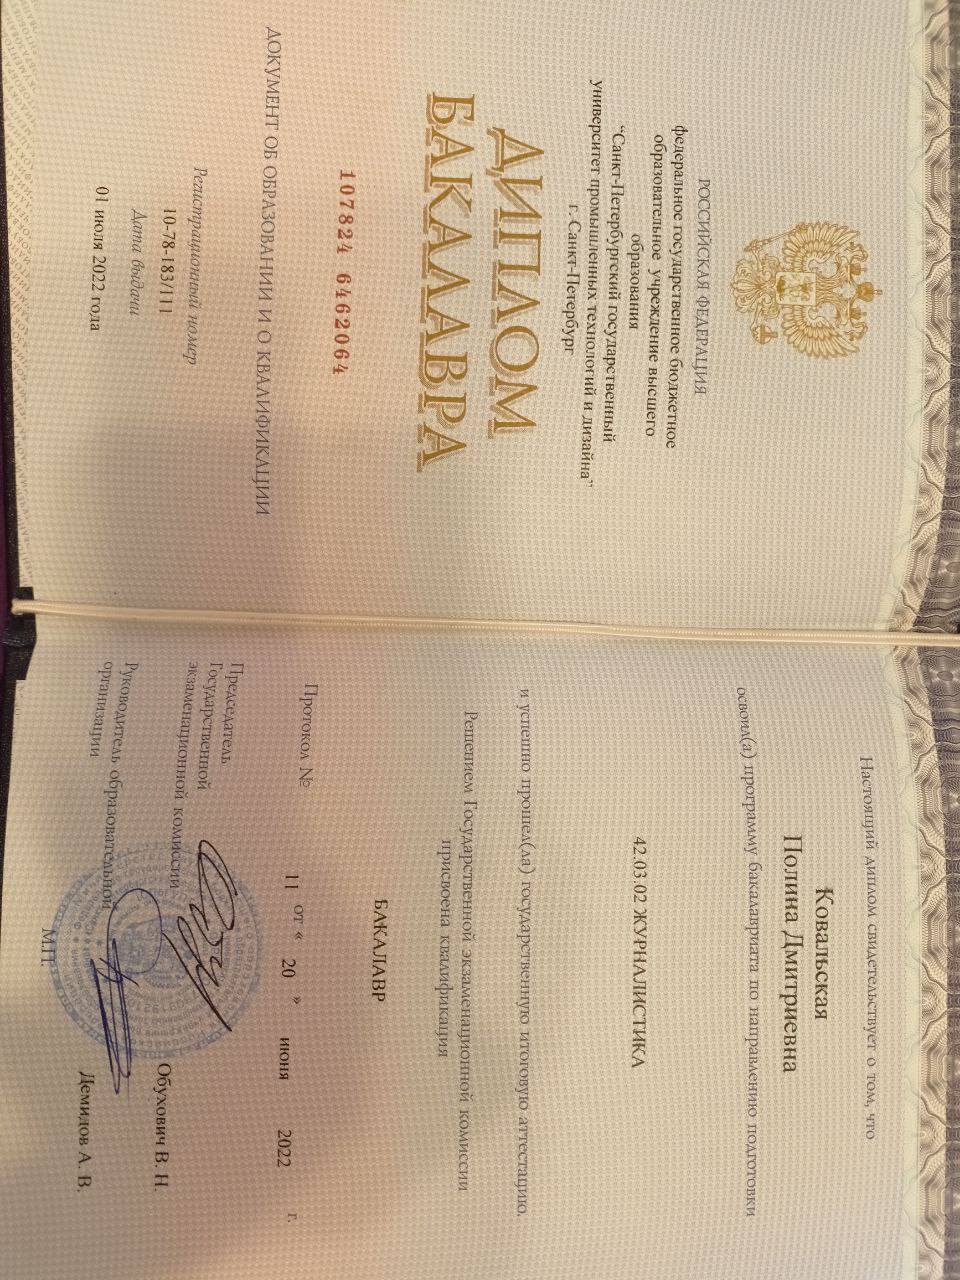 РОССИЙСКАЯ ФЕДЕРАЦИЯ
федеральное государственное бюджетное
образовательное учреждение высшего
образования
“Санкт-Петербургский государственный
университет промышленных технологий и дизайна”
г. Санкт-Петербург
ДИПЛОМ
БАКАЛАВРА
107824 6462064
ДОКУМЕНТ ОБ ОБРАЗОВАНИИ И О КВАЛИФИКАЦИИ
Регистрационный номер
10-78-183/111
Дата выдачи
01 июля 2022 года
Настоящий диплом свидетельствует о том, что
Ковальская
Полина Дмитриевна
освоил(а) программу бакалавриата по направлению подготовки
42.03.02 ЖУРНАЛИСТИКА
и успешно прошел(ла) государственную итоговую аттестацию.
Решением Государственной экзаменационной комиссии
присвоена квалификация
БАКАЛАВР
Протокол № 11 от « 20 » июня 2022 г.
Председатель
Государственной
экзаменационной комиссии
Обухович В. Н.
Руководитель образовательной
организации
Демидов А. В.
М.П.